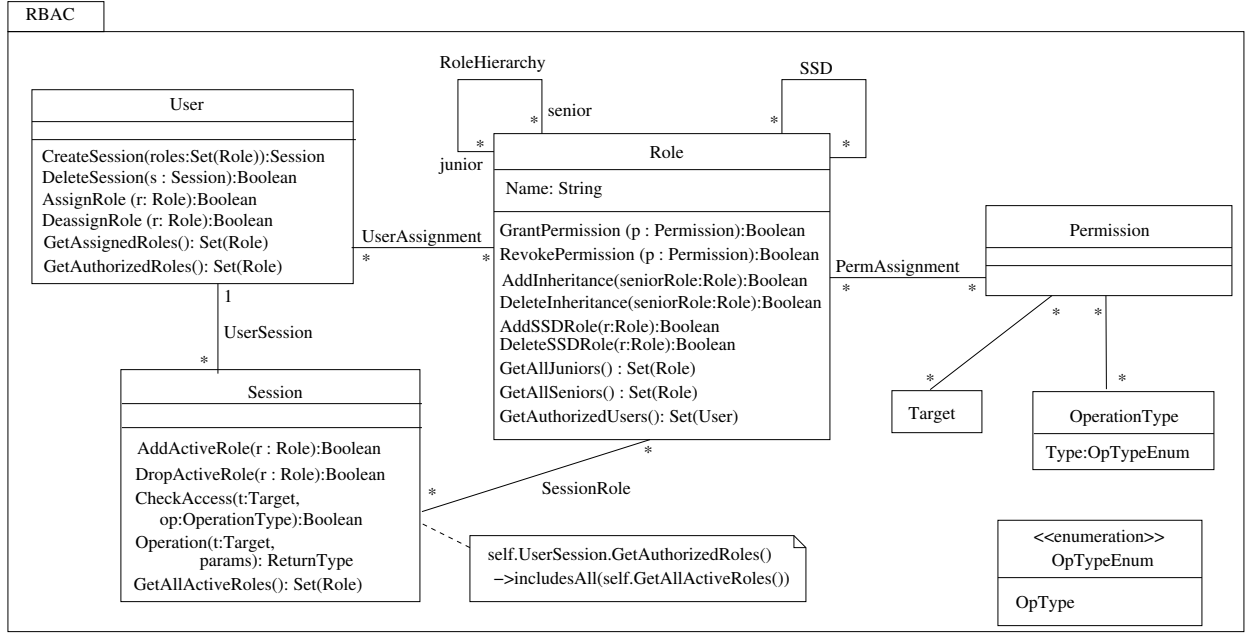 RBAC
RoleHierarchy
SSD
senior
*
*
*
*
junior
User
CreateSession(roles:Set(Role)):Session
DeleteSession(s : Session):Boolean
AssignRole (r: Role):Boolean
DeassignRole (r: Role):Boolean
GetAssignedRoles(): Set(Role)
GetAuthorizedRoles(): Set(Role)
UserAssignment
*
*
Role
Name: String
GrantPermission (p : Permission):Boolean
RevokePermission (p : Permission):Boolean
AddInheritance(seniorRole:Role):Boolean
DeleteInheritance(seniorRole:Role):Boolean
AddSSDRole(r:Role):Boolean
DeleteSSDRole(r:Role):Boolean
GetAllJuniors() : Set(Role)
GetAllSeniors() : Set(Role)
GetAuthorizedUsers(): Set(User)
PermAssignment
*
*
Permission
*
*
*
*
Target
OperationType
Type:OpTypeEnum
1
UserSession
*
Session
AddActiveRole(r : Role):Boolean
DropActiveRole(r : Role):Boolean
CheckAccess(t:Target,
op:OperationType):Boolean
Operation(t:Target,
params): ReturnType
GetAllActiveRoles(): Set(Role)
*
*
SessionRole
self.UserSession.GetAuthorizedRoles()
−>includesAll(self.GetAllActiveRoles())
<<enumeration>>
OpTypeEnum
OpType